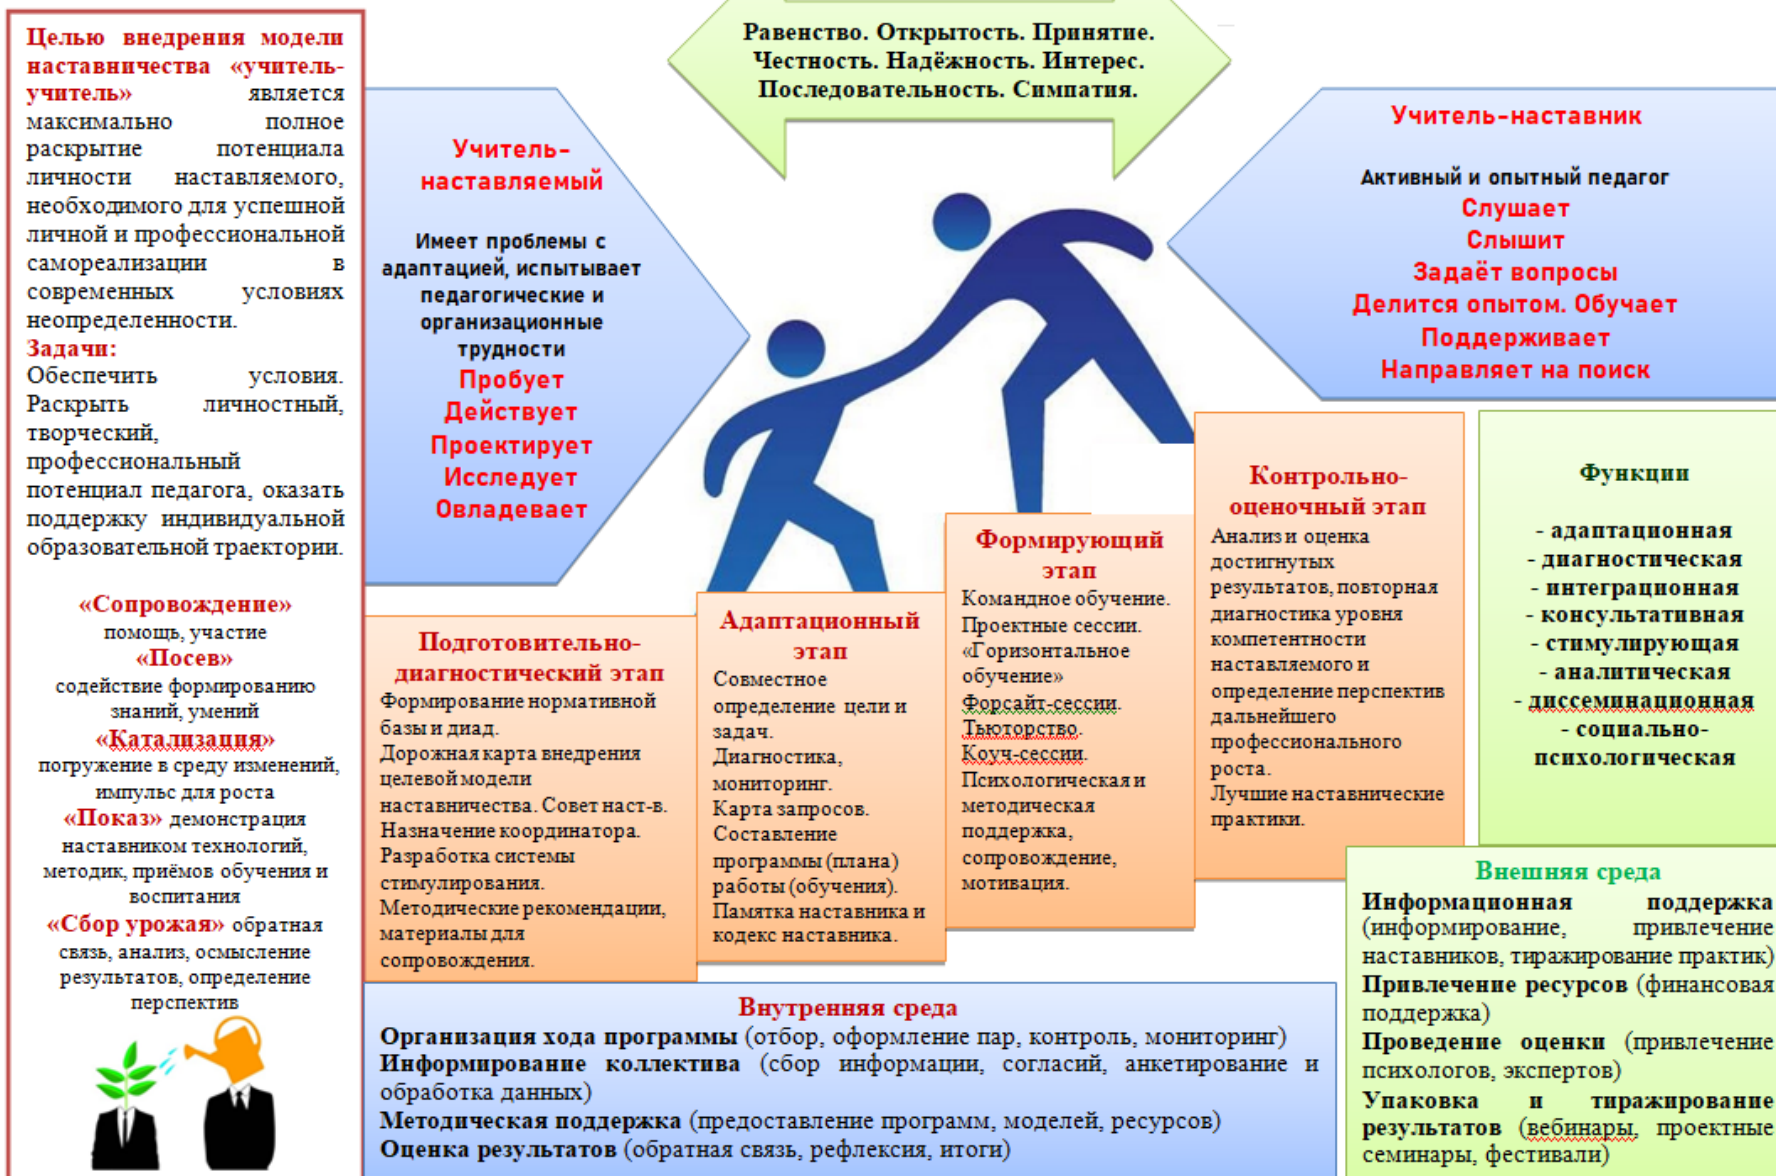 Целью внедрения модели
наставничества «учитель-
учитель» является
максимально полное
раскрытие потенциала
личности наставляемого,
необходимого для успешной
личной и профессиональной
самореализации в
современных условиях
неопределенности.
Задачи:
Обеспечить условия.
Раскрыть личностный,
творческий,
профессиональный
потенциал педагога, оказать
поддержку индивидуальной
образовательной траектории.
«Сопровождение»
помощь, участие
«Посев»
содействие формированию
знаний, умений
«Катализация»
погружение в среду изменений,
импульс для роста
«Показ» демонстрация
наставником технологий,
методик, приёмов обучения и
воспитания
«Сбор урожая» обратная
связь, анализ, осмысление
результатов, определение
перспектив
Учитель-
наставляемый
Имеет проблемы с
адаптацией, испытывает
педагогические и
организационные
трудности
Пробует
Действует
Проектирует
Исследует
Овладевает
Равенство. Открытость. Принятие.
Честность. Надёжность. Интерес.
Последовательность. Симпатия.
Учитель-наставник
Активный и опытный педагог
Слушает
Слышит
Задаёт вопросы
Делится опытом. Обучает
Поддерживает
Направляет на поиск
Подготовительно-
диагностический этап
Формирование нормативной
базы и диад.
Дорожная карта внедрения
целевой модели
наставничества. Совет наст-в.
Назначение координатора.
Разработка системы
стимулирования.
Методические рекомендации,
материалы для
сопровождения.
Адаптационный
этап
Совместное
определение цели и
задач.
Диагностика,
мониторинг.
Карта запросов.
Составление
программы (плана)
работы (обучения).
Памятка наставника и
кодекс наставника.
Формирующий
этап
Командное обучение.
Проектные сессии.
«Горизонтальное
обучение»
Форсайт-сессии.
Тьюторство.
Коуч-сессии.
Психологическая и
методическая
поддержка,
сопровождение,
мотивация.
Контрольно-
оценочный этап
Анализ и оценка
достигнутых
результатов, повторная
диагностика уровня
компетентности
наставляемого и
определение перспектив
дальнейшего
профессионального
роста.
Лучшие наставнические
практики.
Функции
- адаптационная
- диагностическая
- интеграционная
- консультативная
- стимулирующая
- аналитическая
- диссеминационная
- социально-
психологическая
Внутренняя среда
Организация хода программы (отбор, оформление пар, контроль, мониторинг)
Информирование коллектива (сбор информации, согласий, анкетирование и
обработка данных)
Методическая поддержка (предоставление программ, моделей, ресурсов)
Оценка результатов (обратная связь, рефлексия, итоги)
Внешняя среда
Информационная поддержка
(информирование, привлечение
наставников, тиражирование практик)
Привлечение ресурсов (финансовая
поддержка)
Проведение оценки (привлечение
психологов, экспертов)
Упаковка и тиражирование
результатов (вебинары, проектные
семинары, фестивали)